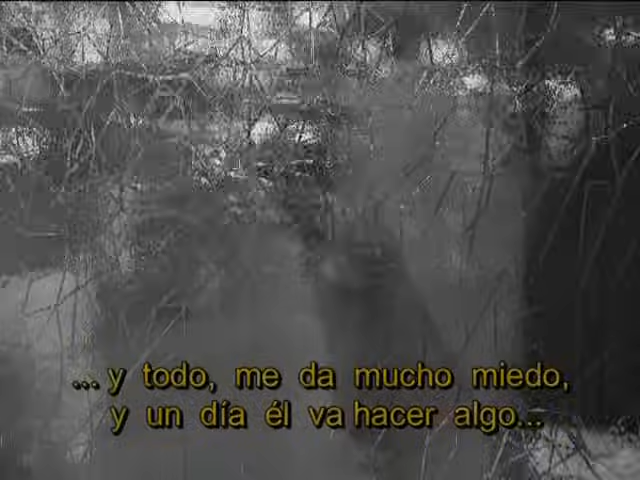 ... y todo, me da mucho miedo,
y un día él va hacer algo...